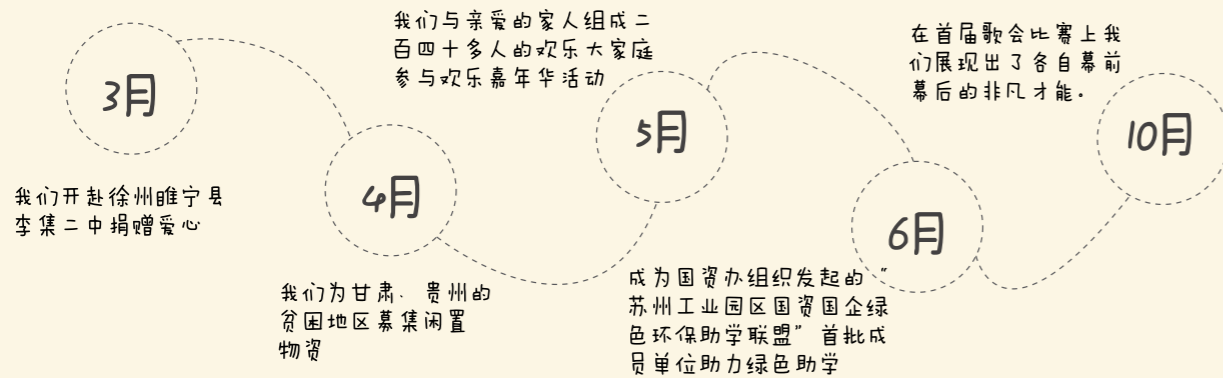 3月
我们开赴徐州睢宁县
李集二中捐赠爱心
4月
我们为甘肃、贵州的
贫困地区募集闲置
物资
我们与亲爱的家人组成二
百四十多人的欢乐大家庭
参与欢乐嘉年华活动
5月
6月
成为国资办组织发起的“
苏州工业园区国资国企绿
色环保助学联盟”首批成
员单位助力绿色助学
在首届歌会比赛上我
们展现出了各自幕前
幕后的非凡才能。
10月